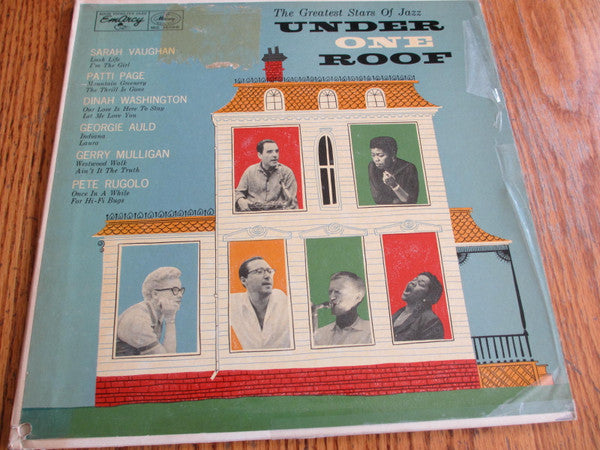 EmArcy
Mercury
The Greatest Stars Of Jazz
UNDER
ONE
ROOF
SARAH VAUGHAN
Lush Life
I'm The Girl
PATTI PAGE
Mountain Greenery
The Thrill Is Gone
DINAH WASHINGTON
Our Love Is Here To Stay
Let Me Love You
GEORGIE AULD
Indiana
Laura
GERRY MULLIGAN
Westwood Walk
Ain't It The Truth
PETE RUGOLO
Once In A While
For Hi-Fi Bugs